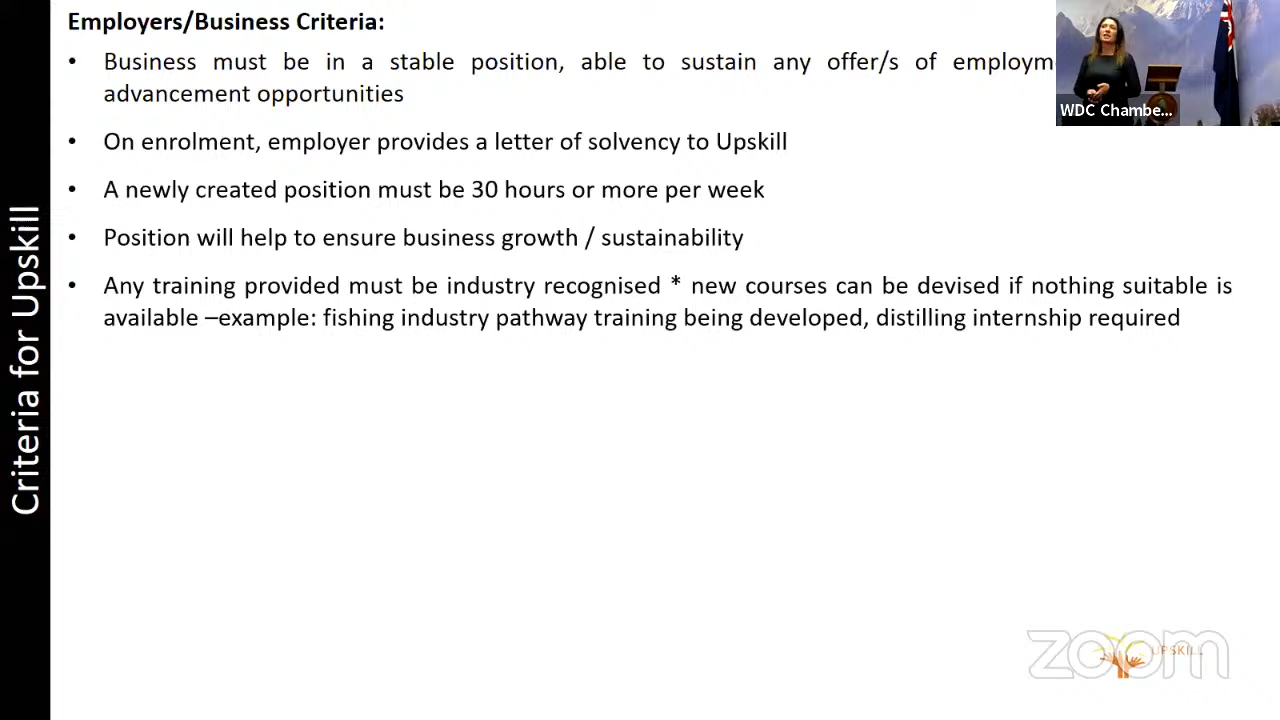 Employers/Business Criteria:
• Business must be in a stable position, able to sustain any offer/s of
advancement opportunities
• On enrolment, employer provides a letter of solvency to Upskill
• A newly created position must be 30 hours or more per week
• Position will help to ensure business growth / sustainability
• Any training provided must be industry recognised * new courses can be devised if nothing suitable is
available –example: fishing industry pathway training being developed, distilling internship required
Criteria for Upskill
WDC Chambe...
zoom
UPSKILL